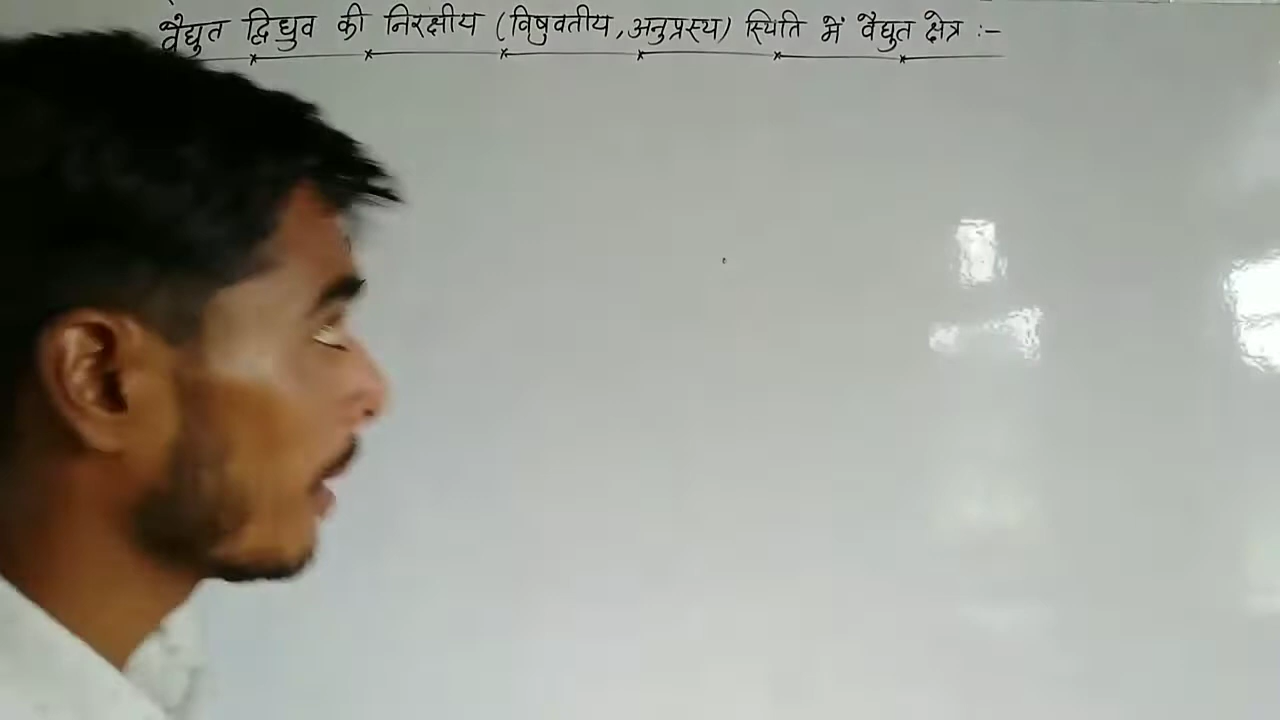 वैद्युत द्विध्रुव की निरक्षीय (विषुवतीय,अनुप्रस्थ) स्थिति में वैद्युत क्षेत्र :-